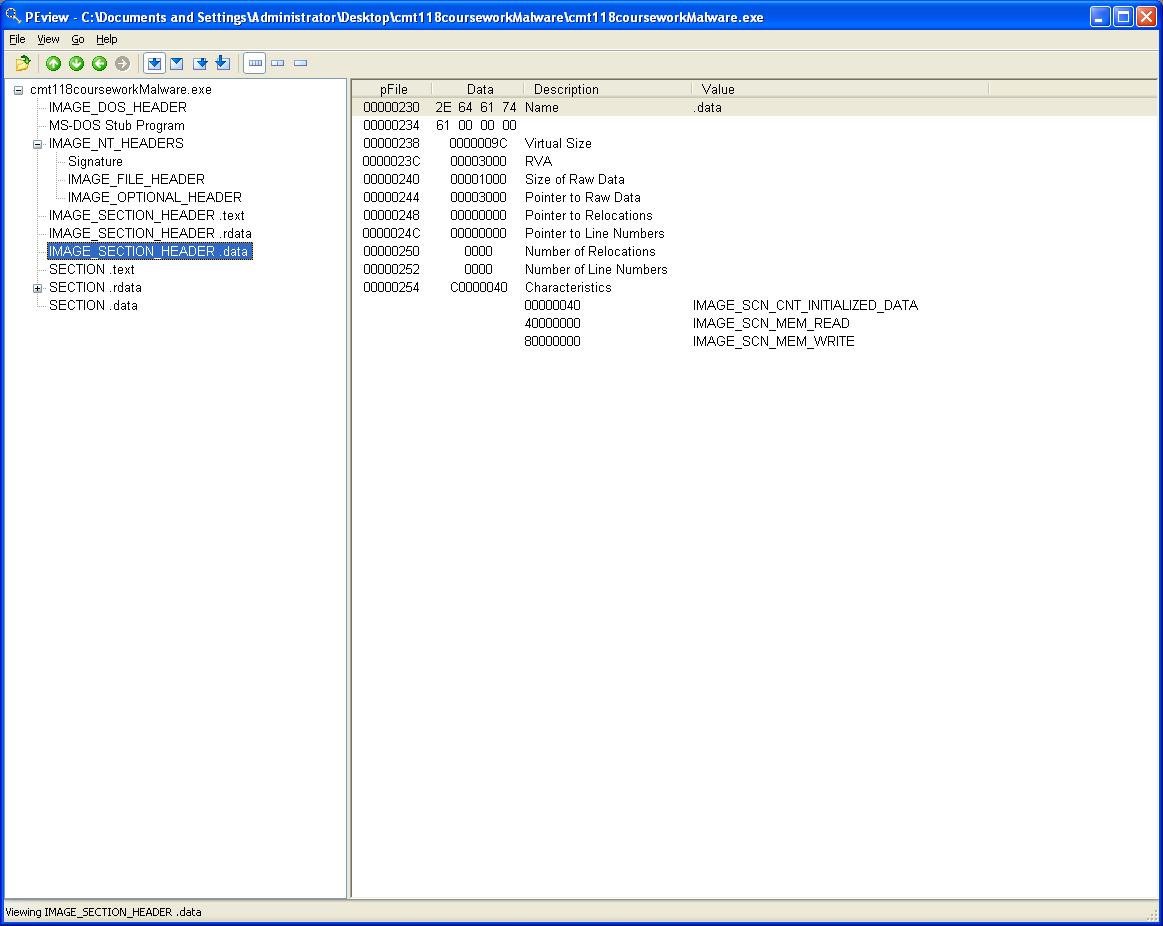 PEview - C:\Documents and Settings\Administrator\Desktop\cmt118courseworkMalware\cmt118courseworkMalware.exe
File View Go Help
cmt118courseworkMalware.exe
IMAGE_DOS_HEADER
MS-DOS Stub Program
IMAGE_NT_HEADERS
Signature
IMAGE_FILE_HEADER
IMAGE_OPTIONAL_HEADER
IMAGE_SECTION_HEADER .text
IMAGE_SECTION_HEADER .rdata
IMAGE_SECTION_HEADER .data
SECTION .text
SECTION .rdata
SECTION .data
pFile Data Description Value
00000230 2E 64 61 74 Name .data
00000234 61 00 00 00
00000238 0000009C Virtual Size
0000023C 00003000 RVA
00000240 00001000 Size of Raw Data
00000244 00003000 Pointer to Raw Data
00000248 00000000 Pointer to Relocations
0000024C 00000000 Pointer to Line Numbers
00000250 0000 Number of Relocations
00000252 0000 Number of Line Numbers
00000254 C0000040 Characteristics
00000040 IMAGE_SCN_CNT_INITIALIZED_DATA
40000000 IMAGE_SCN_MEM_READ
80000000 IMAGE_SCN_MEM_WRITE
Viewing IMAGE_SECTION_HEADER .data